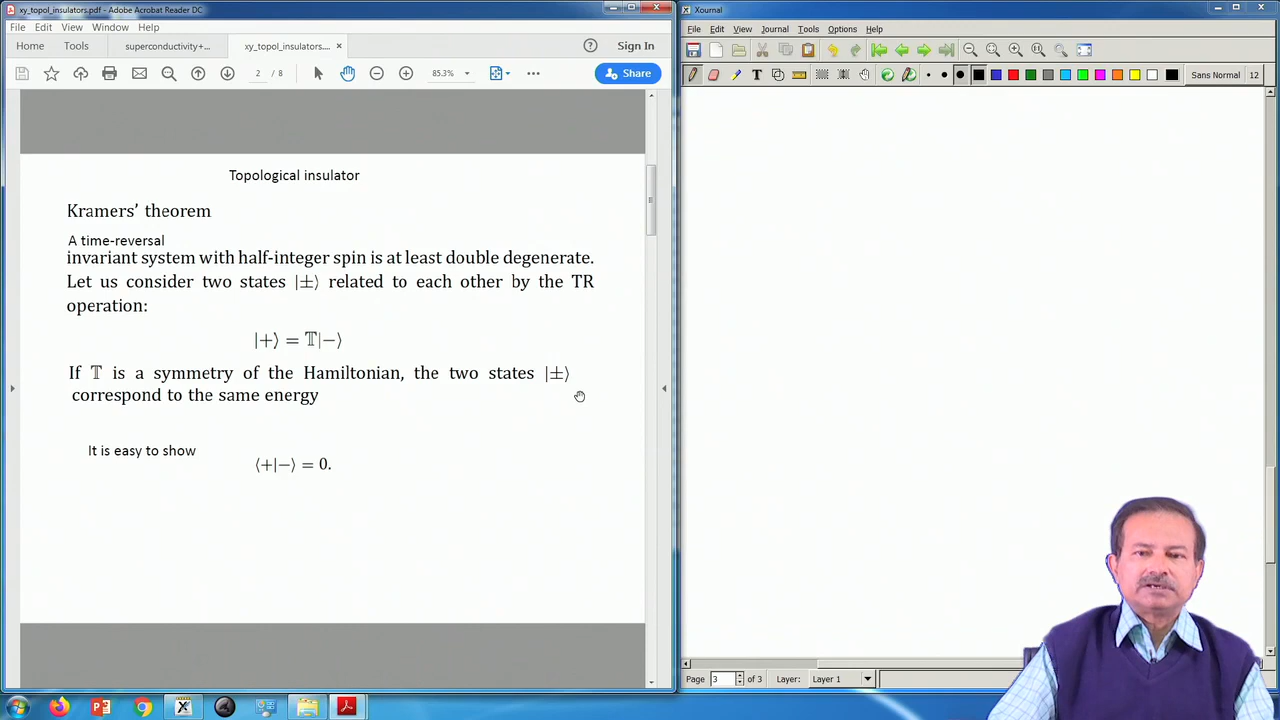 xy_topol_insulators.pdf - Adobe Acrobat Reader DC
File Edit View Window Help
Home Tools superconductivity+... xy_topol_insulators.... × Sign In
2 / 8 85.3% Share
Topological insulator
Kramers’ theorem
A time-reversal
invariant system with half-integer spin is at least double degenerate.
Let us consider two states |±⟩ related to each other by the TR
operation:
|+⟩ = 𝕋|−⟩
If 𝕋 is a symmetry of the Hamiltonian, the two states |±⟩
correspond to the same energy
It is easy to show
⟨+|−⟩ = 0.
Xournal
File Edit View Journal Tools Options Help
Sans Normal 12
Page 3 of 3 Layer: Layer 1